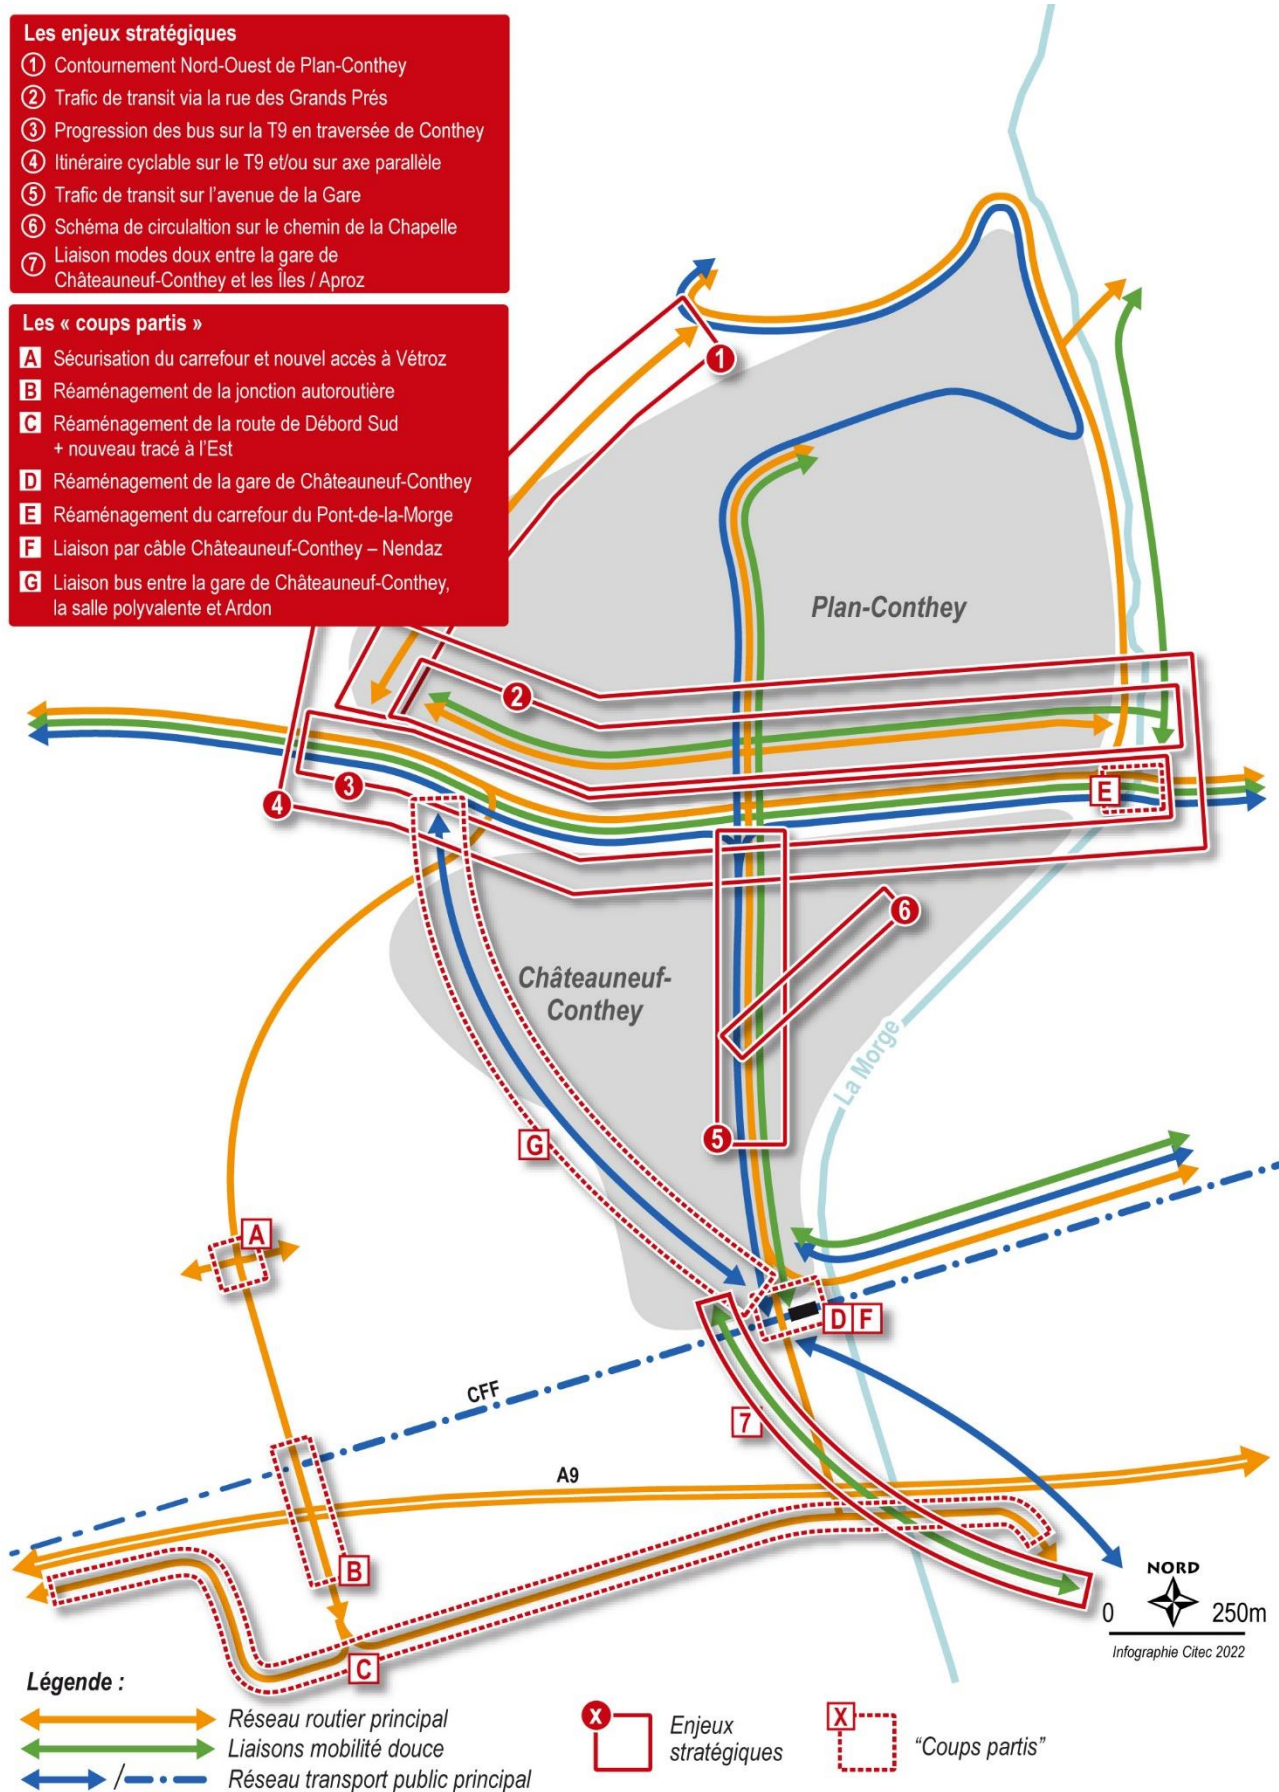 Les enjeux stratégiques
1 Contournement Nord-Ouest de Plan-Conthey
2 Trafic de transit via la rue des Grands Prés
3 Progression des bus sur la T9 en traversée de Conthey
4 Itinéraire cyclable sur le T9 et/ou sur axe parallèle
5 Trafic de transit sur l'avenue de la Gare
6 Schéma de circulaltion sur le chemin de la Chapelle
7 Liaison modes doux entre la gare de
Châteauneuf-Conthey et les Îles / Aproz
Les « coups partis »
A Sécurisation du carrefour et nouvel accès à Vétroz
B Réaménagement de la jonction autoroutière
C Réaménagement de la route de Débord Sud
+ nouveau tracé à l'Est
D Réaménagement de la gare de Châteauneuf-Conthey
E Réaménagement du carrefour du Pont-de-la-Morge
F Liaison par câble Châteauneuf-Conthey – Nendaz
G Liaison bus entre la gare de Châteauneuf-Conthey,
la salle polyvalente et Ardon
1
Plan-Conthey
2
3
4
E
6
Châteauneuf-
Conthey
La Morge
5
G
A
D F
CFF
7
A9
B
C
NORD
0 250m
Infographie Citec 2022
Légende :
Réseau routier principal
Liaisons mobilité douce
/ Réseau transport public principal
X Enjeux
stratégiques
X "Coups partis"